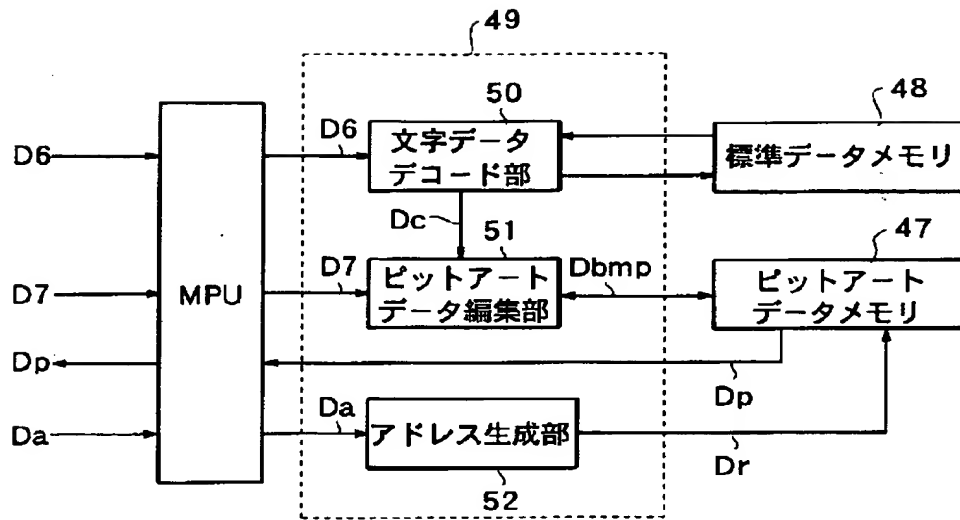 49
50
48
D6
D6
文字データ
デコード部
標準データメモリ
Dc
51
47
D7
MPU
D7
ピットアート
データ編集部
Dbmp
ピットアート
データメモリ
Dp
Dp
Da
Da
アドレス生成部
Dr
52